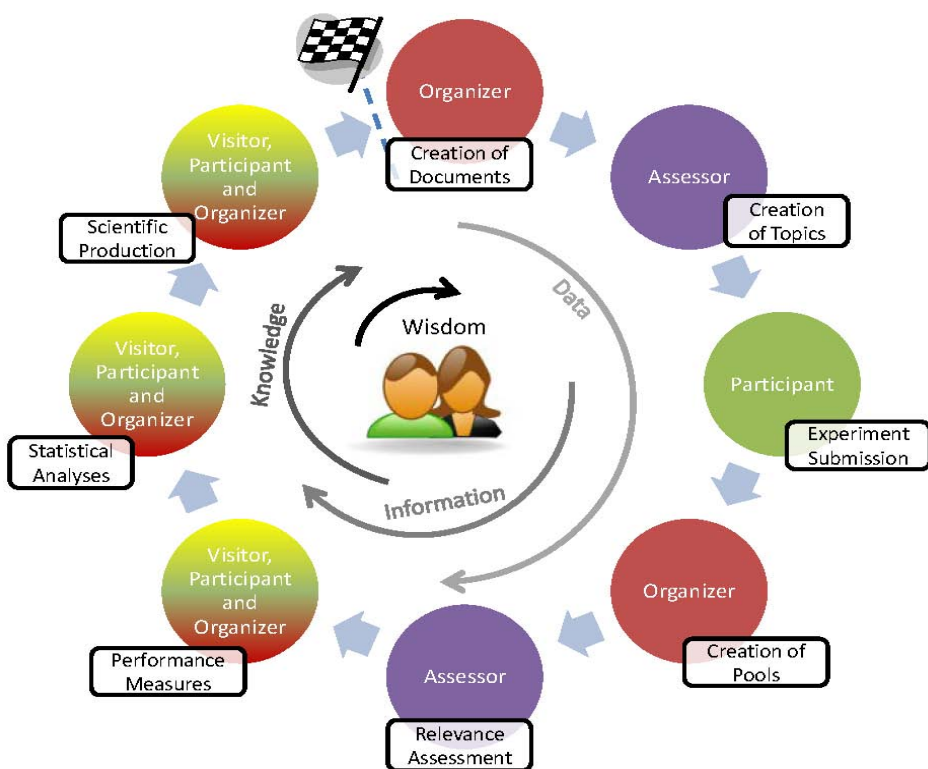 Organizer
Creation of
Documents
Assessor
Creation
of Topics
Participant
Experiment
Submission
Organizer
Creation of
Pools
Assessor
Relevance
Assessment
Visitor,
Participant
and
Organizer
Performance
Measures
Visitor,
Participant
and
Organizer
Statistical
Analyses
Visitor,
Participant
and
Organizer
Scientific
Production
Data
Information
Knowledge
Wisdom